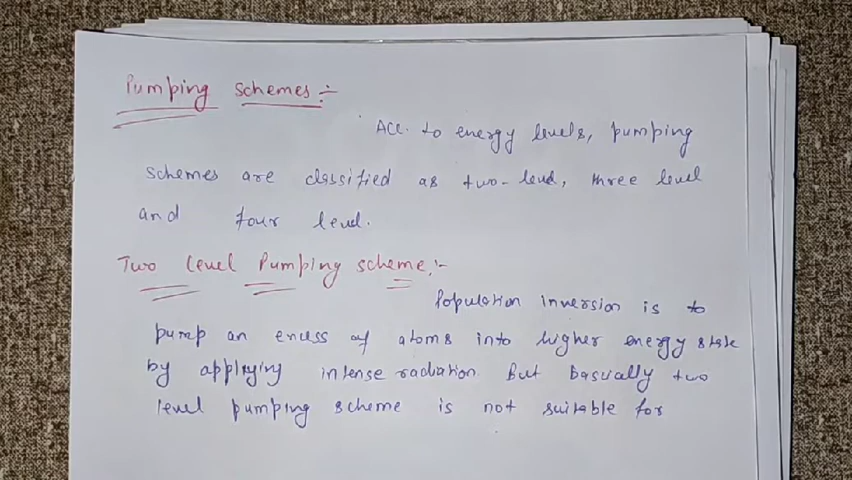 Pumping Schemes :-
Acc. to energy levels, pumping
schemes are classified as two-level, three level
and four level.
Two level Pumping scheme :-
Population inversion is to
pump an excess of atoms into higher energy state
by applying intense radiation But basically two
level pumping scheme is not suitable for